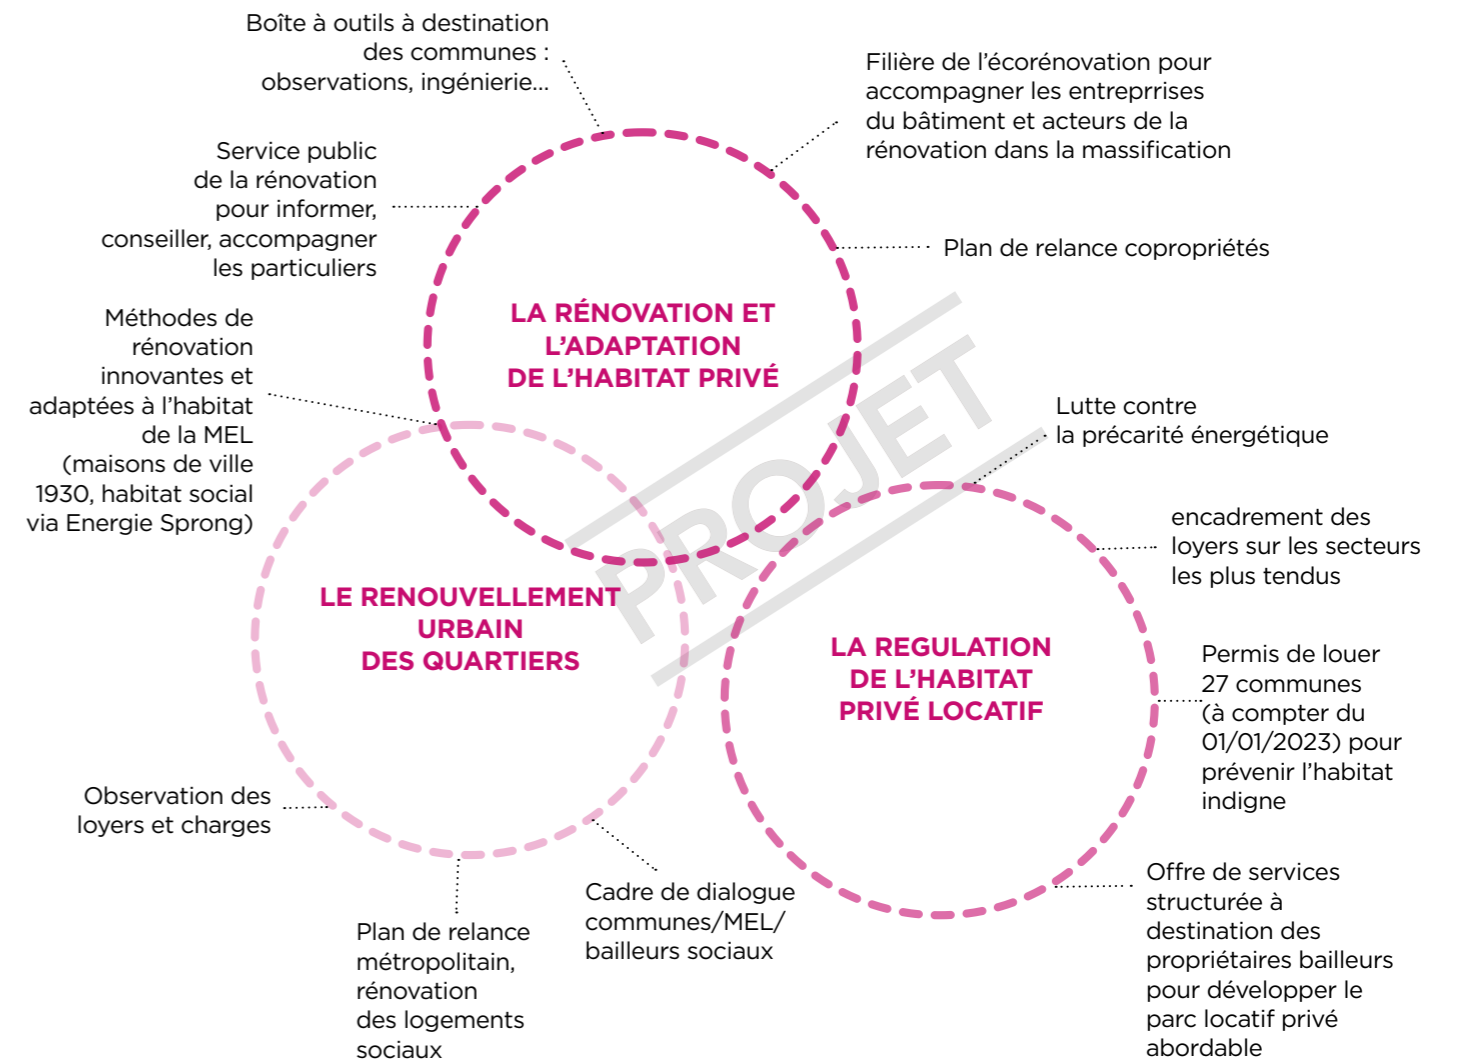 Boîte à outils à destination
des communes :
observations, ingénierie...
Filière de l’écorénovation pour
accompagner les entreprrises
du bâtiment et acteurs de la
rénovation dans la massification
Service public
de la rénovation
pour informer,
conseiller, accompagner
les particuliers
Plan de relance copropriétés
Méthodes de
rénovation
innovantes et
adaptées à l’habitat
de la MEL
(maisons de ville
1930, habitat social
via Energie Sprong)
LA RÉNOVATION ET
L’ADAPTATION
DE L’HABITAT PRIVÉ
PROJET
Lutte contre
la précarité énergétique
encadrement des
loyers sur les secteurs
les plus tendus
LE RENOUVELLEMENT
URBAIN
DES QUARTIERS
LA REGULATION
DE L’HABITAT
PRIVÉ LOCATIF
Permis de louer
27 communes
(à compter du
01/01/2023) pour
prévenir l’habitat
indigne
Observation des
loyers et charges
Plan de relance
métropolitain,
rénovation
des logements
sociaux
Cadre de dialogue
communes/MEL/
bailleurs sociaux
Offre de services
structurée à
destination des
propriétaires bailleurs
pour développer le
parc locatif privé
abordable